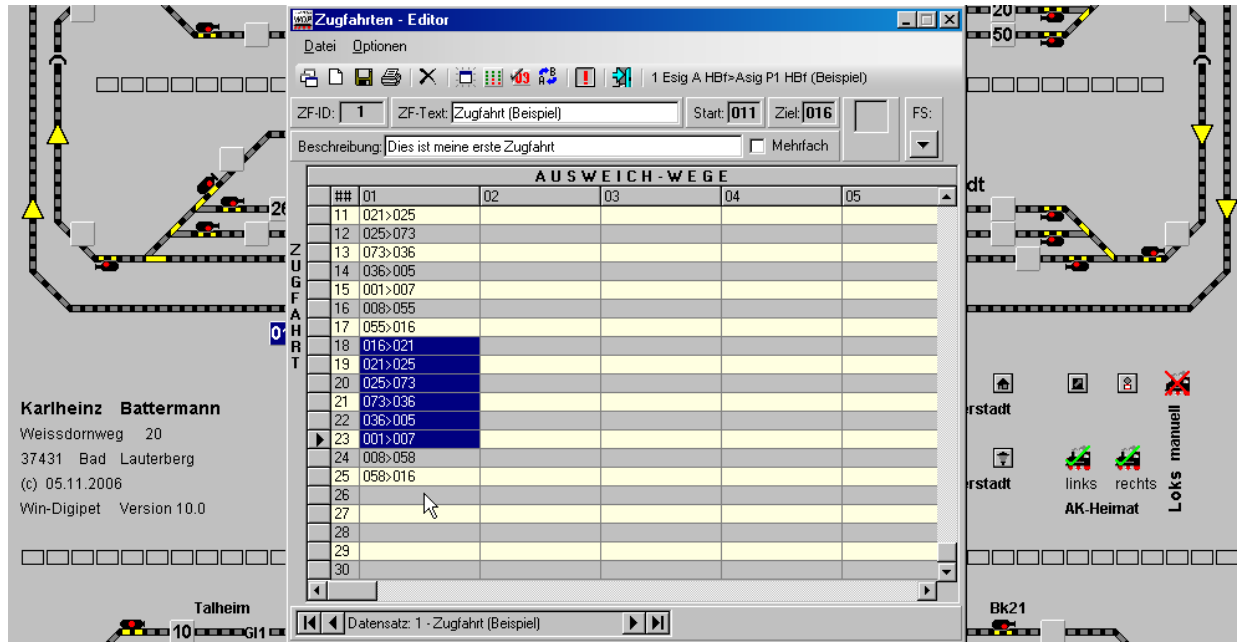 Zugfahrten - Editor
Datei Optionen
1 Esig A HBf>Asig P1 HBf (Beispiel)
ZF-ID: 1 ZF-Text: Zugfahrt (Beispiel) Start: 011 Ziel: 016 FS:
Beschreibung: Dies ist meine erste Zugfahrt Mehrfach
AUSWEICH-WEGE
ZUGFAHRT
## 01 02 03 04 05
11 021>025
12 025>073
13 073>036
14 036>005
15 001>007
16 008>055
17 055>016
18 016>021
19 021>025
20 025>073
21 073>036
22 036>005
23 001>007
24 008>058
25 058>016
26
27
28
29
30
Datensatz: 1 - Zugfahrt (Beispiel)
20
50
dt
26
01
Karlheinz Battermann
Weissdornweg 20
37431 Bad Lauterberg
(c) 05.11.2006
Win-Digipet Version 10.0
rstadt
rstadt
links rechts
AK-Heimat
Loks manuell
Talheim
10 Gl1
Bk21